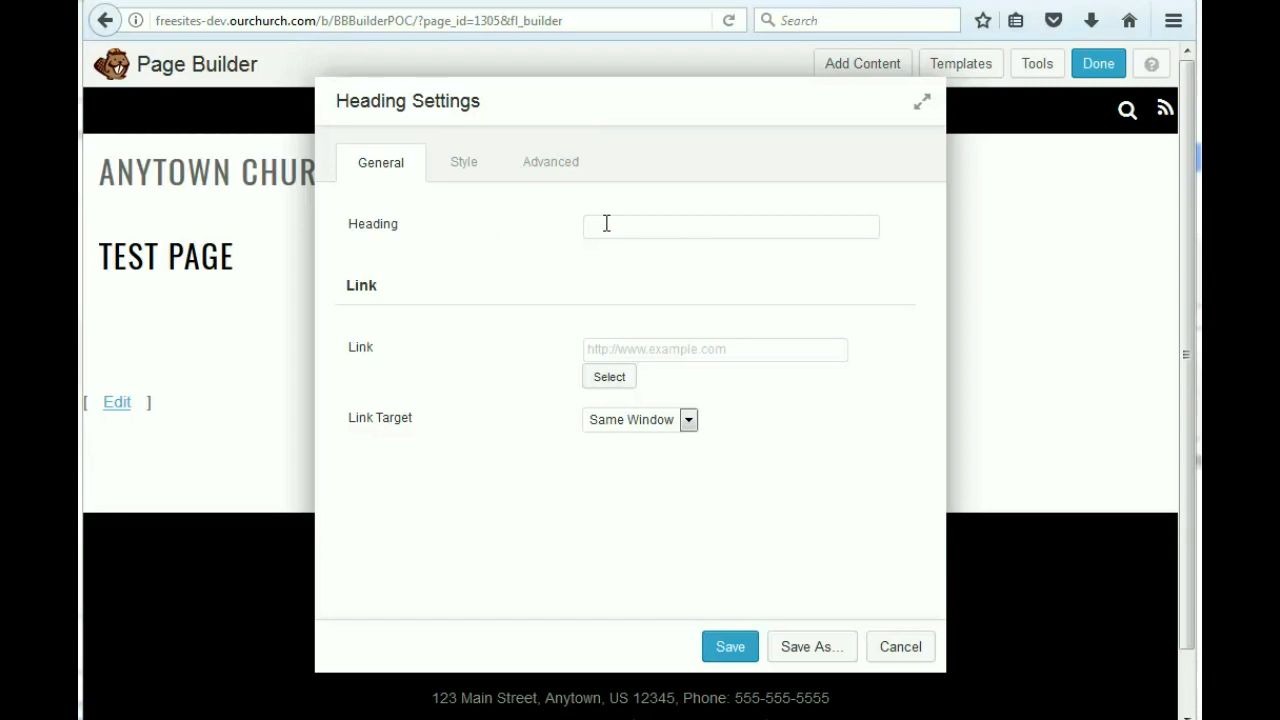 freesites-dev.ourchurch.com/b/BBBuilderPOC/?page_id=1305&fl_builder
Search
Page Builder
Add Content
Templates
Tools
Done
?
Heading Settings
ANYTOWN CHUR
General
Style
Advanced
Heading
TEST PAGE
Link
Link
http://www.example.com
Select
[ Edit ]
Link Target
Same Window
Save
Save As...
Cancel
123 Main Street, Anytown, US 12345, Phone: 555-555-5555